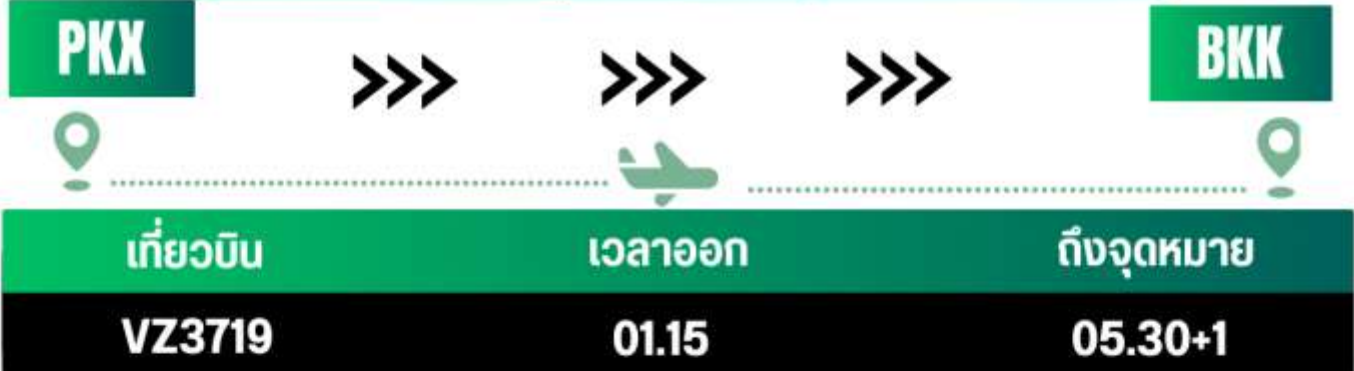 PKX >>> >>> >>> BKK
เที่ยวบิน เวลาออก ถึงจุดหมาย
VZ3719 01.15 05.30+1